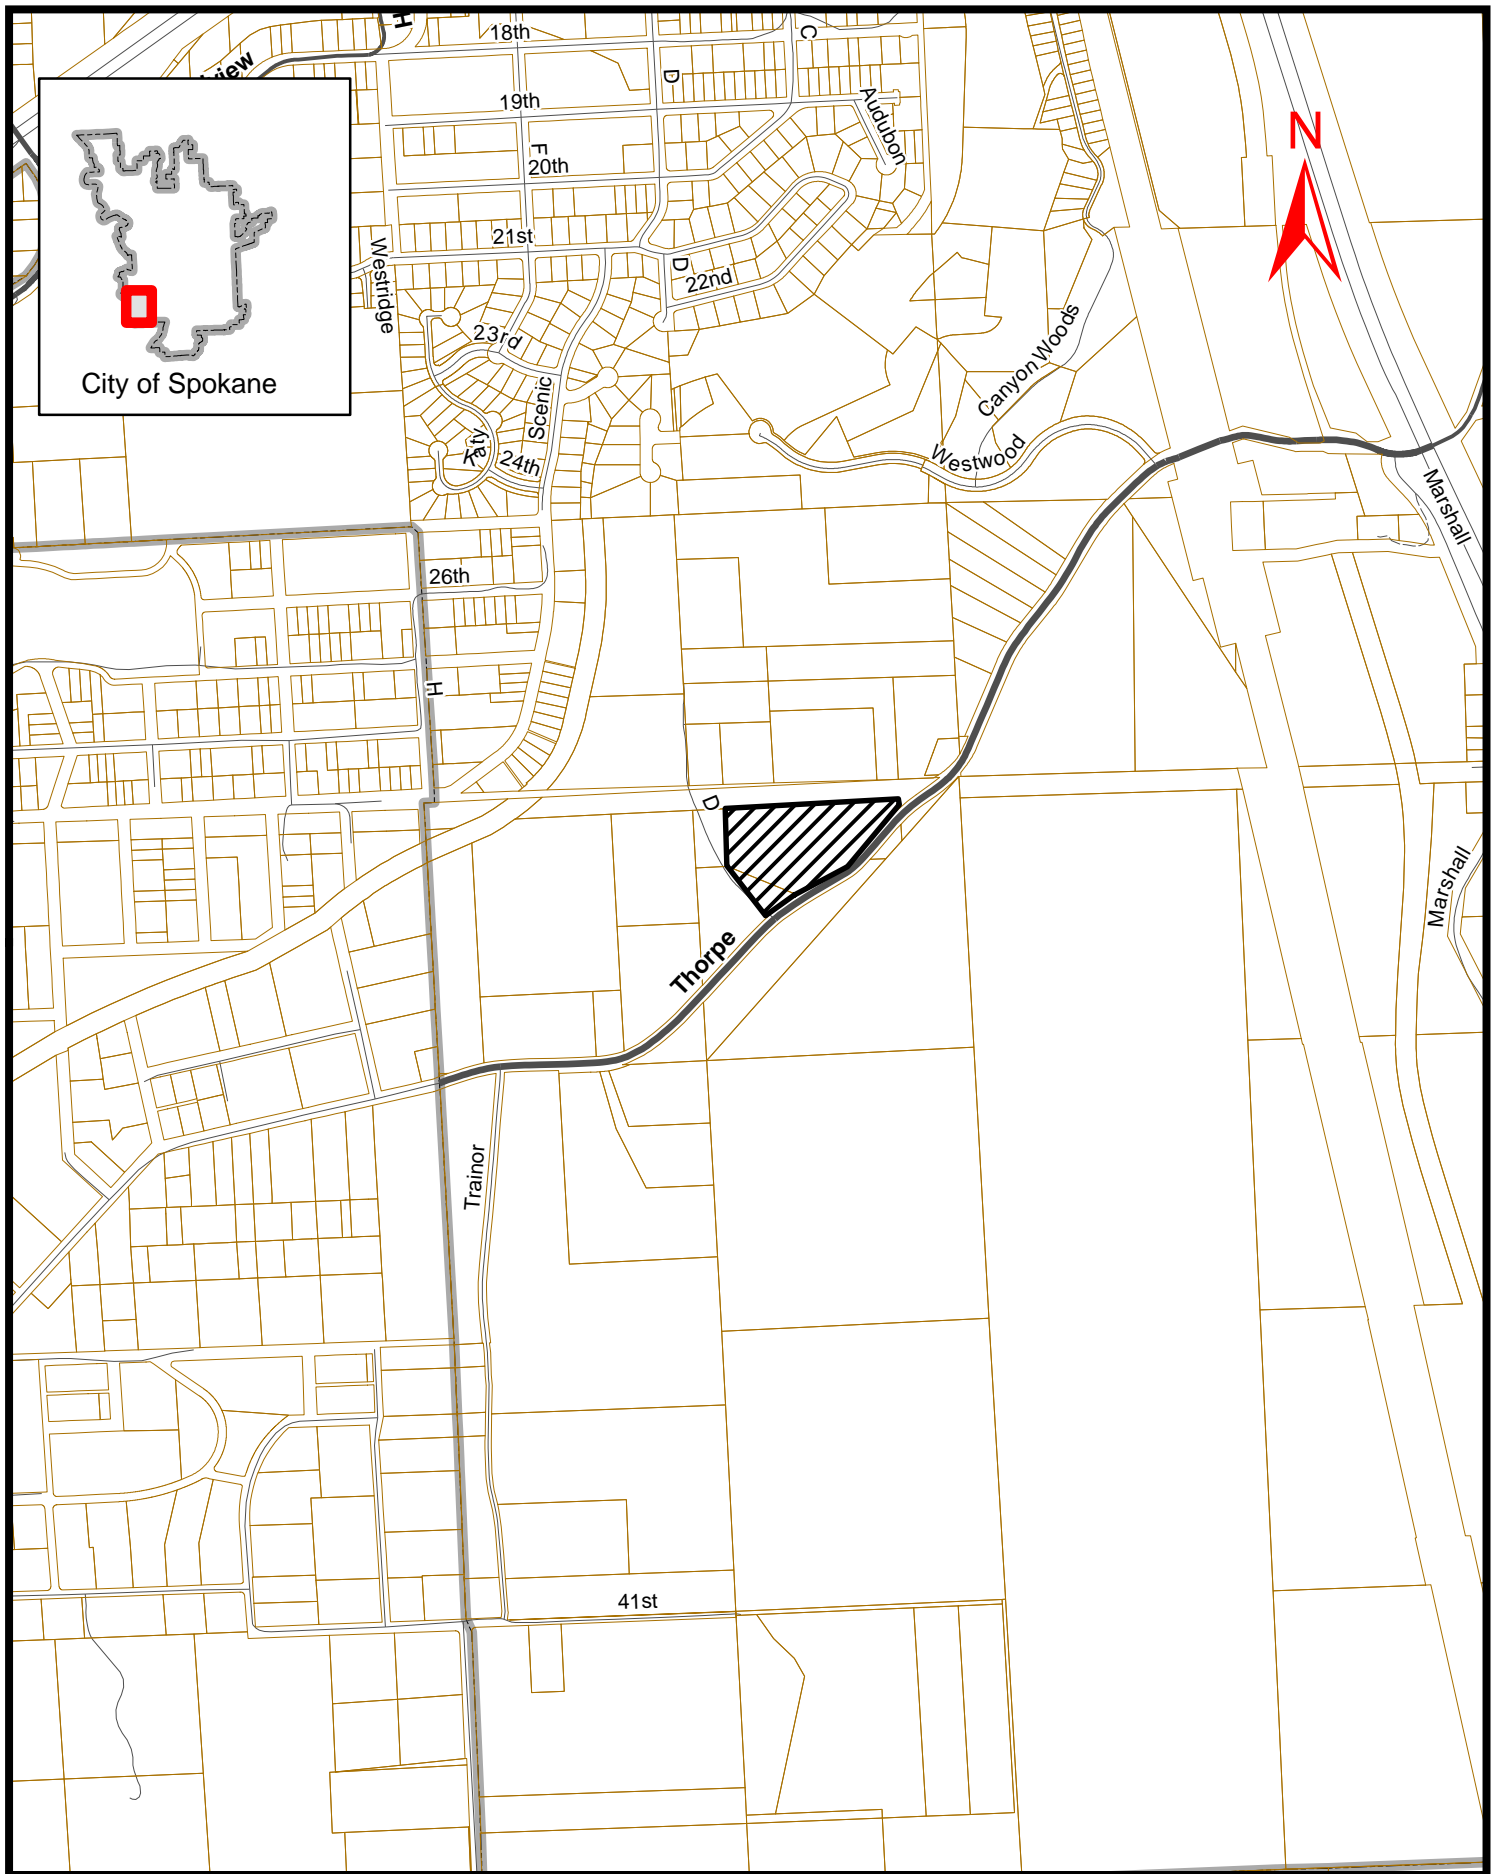 H
18th
C
D
19th
Audubon
N
F
20th
21st
Westridge
D
22nd
23rd
Canyon Woods
City of Spokane
Scenic
Taty
24th
Westwood
Marshall
26th
H
D
Marshall
Thorpe
Trainor
41st